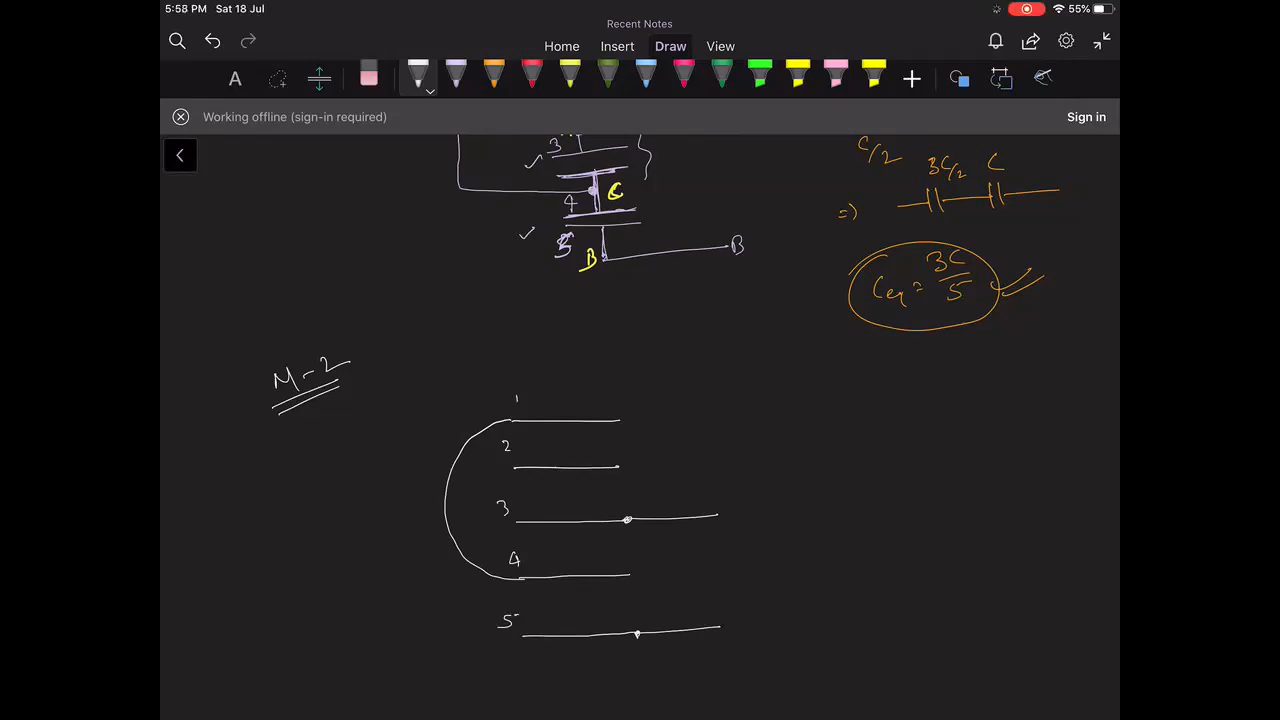 5:58 PM Sat 18 Jul
55%
Recent Notes
Home Insert Draw View
A
Working offline (sign-in required)
Sign in
3
4 C
5 B
B
C/2
3C/2 C
=>
Ceq = 3C/5
M-2
1
2
3
4
5